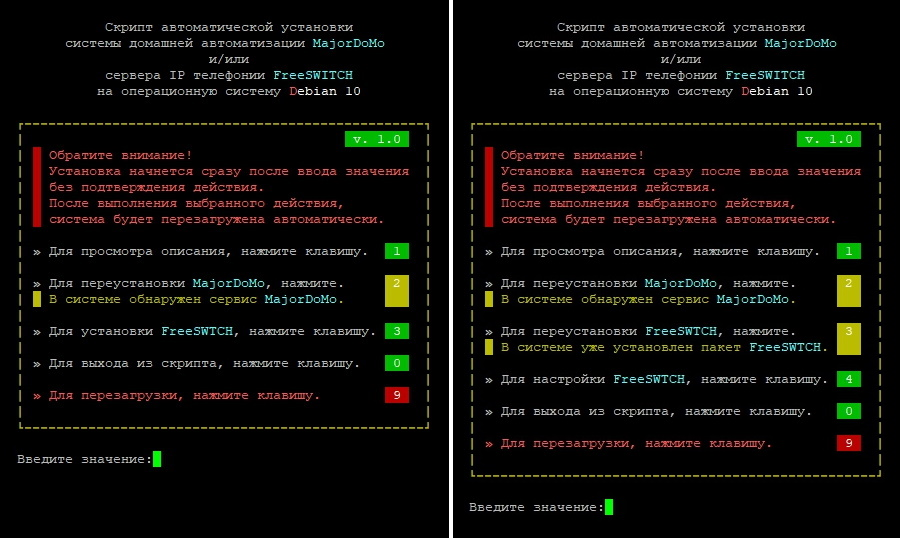 Скрипт автоматической установки
системы домашней автоматизации MajorDoMo
и/или
сервера IP телефонии FreeSWITCH
на операционную систему Debian 10
v. 1.0
Обратите внимание!
Установка начнется сразу после ввода значения
без подтверждения действия.
После выполнения выбранного действия,
система будет перезагружена автоматически.
» Для просмотра описания, нажмите клавишу. 1
» Для переустановки MajorDoMo, нажмите. 2
В системе обнаружен сервис MajorDoMo.
» Для установки FreeSWTCH, нажмите клавишу. 3
» Для выхода из скрипта, нажмите клавишу. 0
» Для перезагрузки, нажмите клавишу. 9
Введите значение:
Скрипт автоматической установки
системы домашней автоматизации MajorDoMo
и/или
сервера IP телефонии FreeSWITCH
на операционную систему Debian 10
v. 1.0
Обратите внимание!
Установка начнется сразу после ввода значения
без подтверждения действия.
После выполнения выбранного действия,
система будет перезагружена автоматически.
» Для просмотра описания, нажмите клавишу. 1
» Для переустановки MajorDoMo, нажмите. 2
В системе обнаружен сервис MajorDoMo.
» Для переустановки FreeSWTCH, нажмите. 3
В системе уже установлен пакет FreeSWTCH.
» Для настройки FreeSWTCH, нажмите клавишу. 4
» Для выхода из скрипта, нажмите клавишу. 0
» Для перезагрузки, нажмите клавишу. 9
Введите значение: